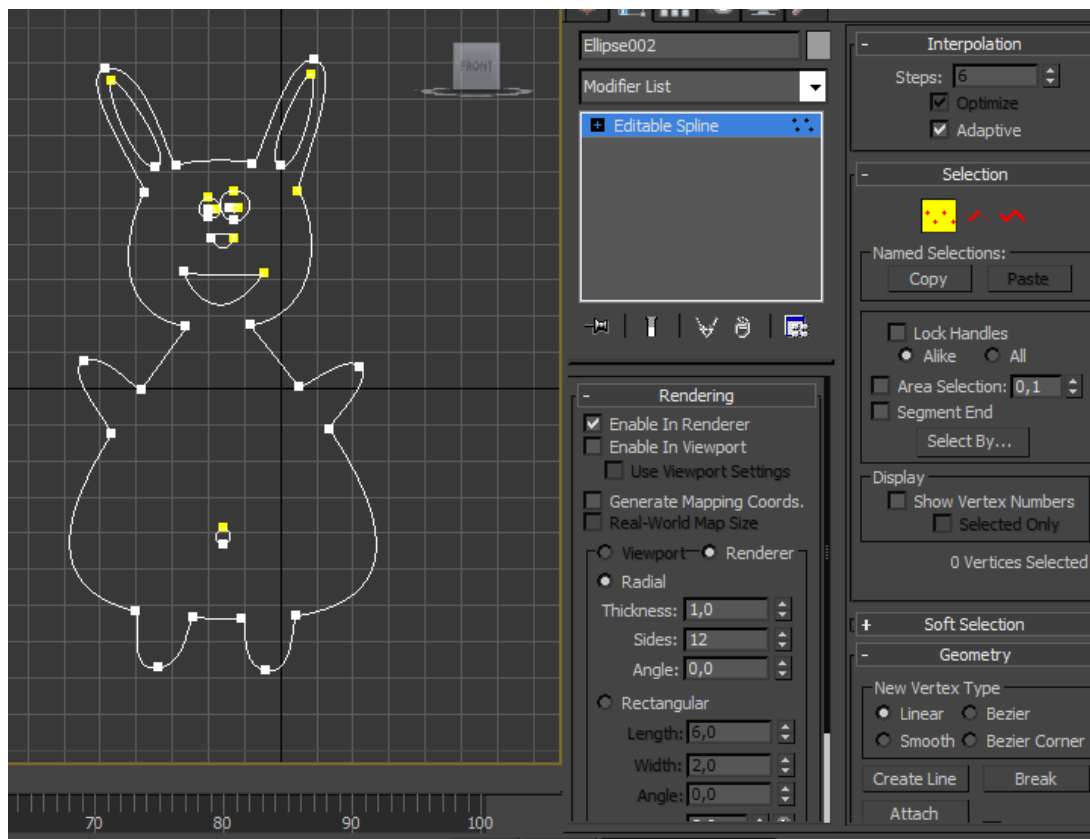 FRONT
70 80 90 100
Ellipse002
Modifier List
Editable Spline
Rendering
Enable In Renderer
Enable In Viewport
Use Viewport Settings
Generate Mapping Coords.
Real-World Map Size
Viewport Renderer
Radial
Thickness: 1,0
Sides: 12
Angle: 0,0
Rectangular
Length: 6,0
Width: 2,0
Angle: 0,0
Interpolation
Steps: 6
Optimize
Adaptive
Selection
Named Selections:
Copy Paste
Lock Handles
Alike All
Area Selection: 0,1
Segment End
Select By...
Display
Show Vertex Numbers
Selected Only
0 Vertices Selected
Soft Selection
Geometry
New Vertex Type
Linear Bezier
Smooth Bezier Corner
Create Line Break
Attach